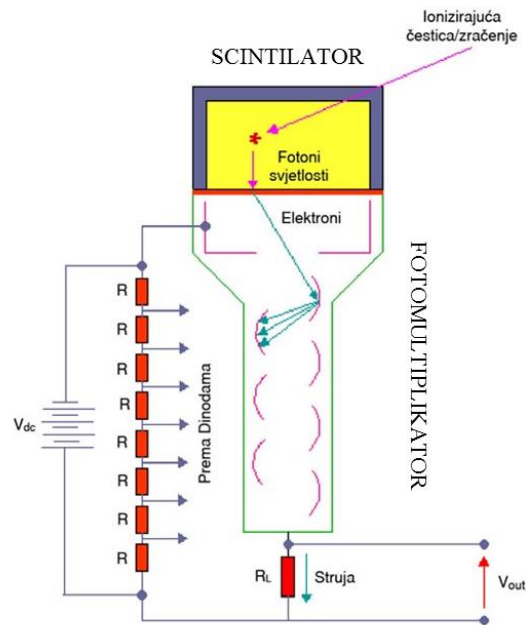 Ionizirajuća
čestica/zračenje
SCINTILATOR
Fotoni
svjetlosti
Elektroni
FOTOMULTIPLIKATOR
R
R
R
R
R
R
R
R
Vdc
Prema Dinodama
RL
Struja
Vout